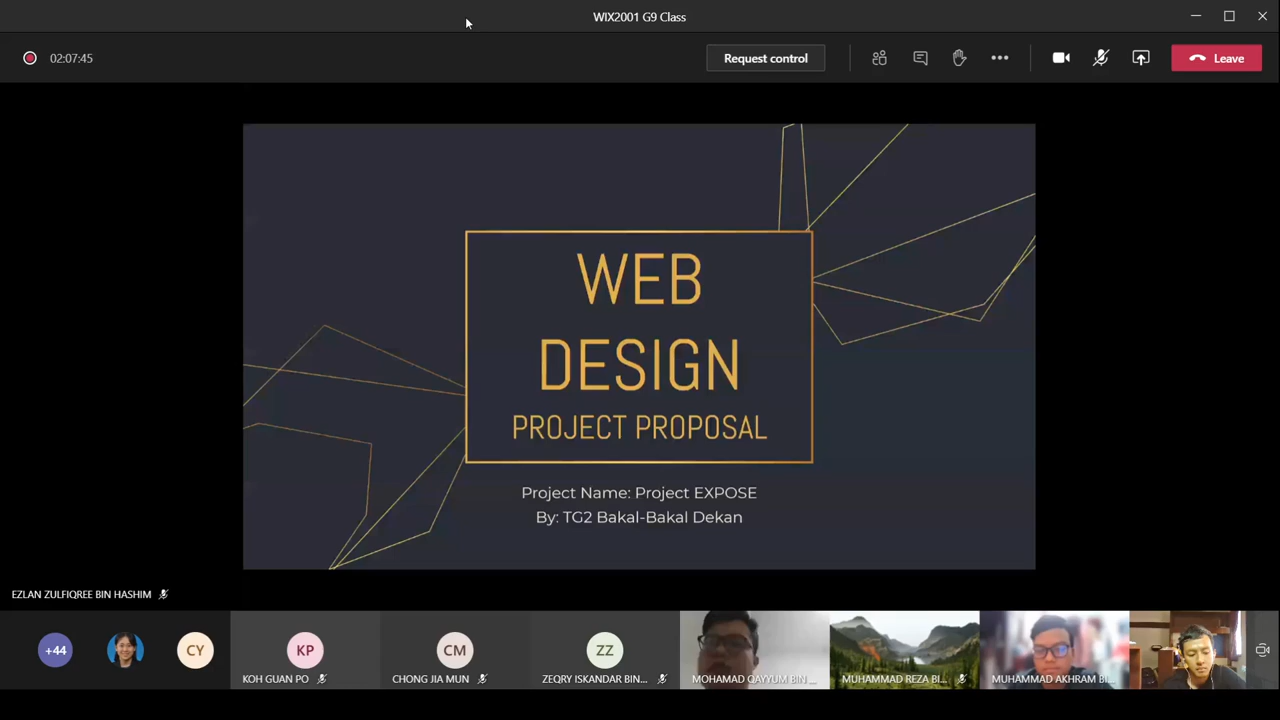 WIX2001 G9 Class
02:07:45
Request control
Leave
WEB
DESIGN
PROJECT PROPOSAL
Project Name: Project EXPOSE
By: TG2 Bakal-Bakal Dekan
EZLAN ZULFIQREE BIN HASHIM
+44
CY
KP
CM
ZZ
KOH GUAN PO
CHONG JIA MUN
ZEQRY ISKANDAR BIN...
MOHAMAD QAYYUM BIN ...
MUHAMMAD REZA BI...
MUHAMMAD AKHRAM BI...